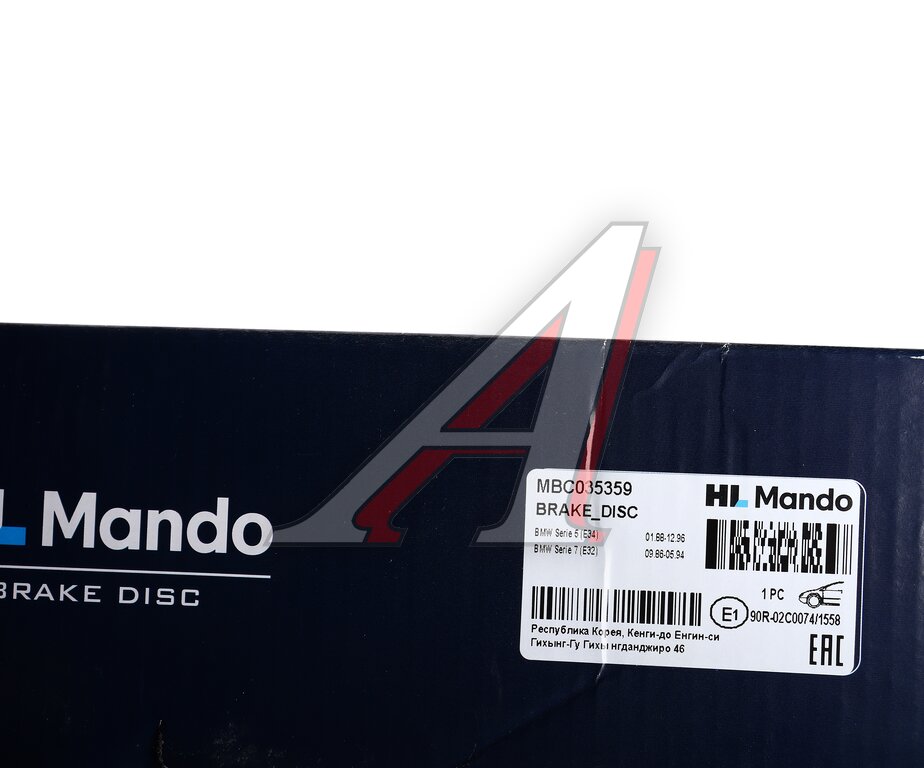 HL Mando
BRAKE DISC
MBC035359
HL Mando
BRAKE_DISC
BMW Serie 5 (E34) 01.88-12.96
BMW Serie 7 (E32) 09.86-05.94
1 PC
E1 90R-02C0074/1558
Республика Корея, Кенги-до Енгин-си
Гихынг-Гу Гихы нгданджиро 46
EAC